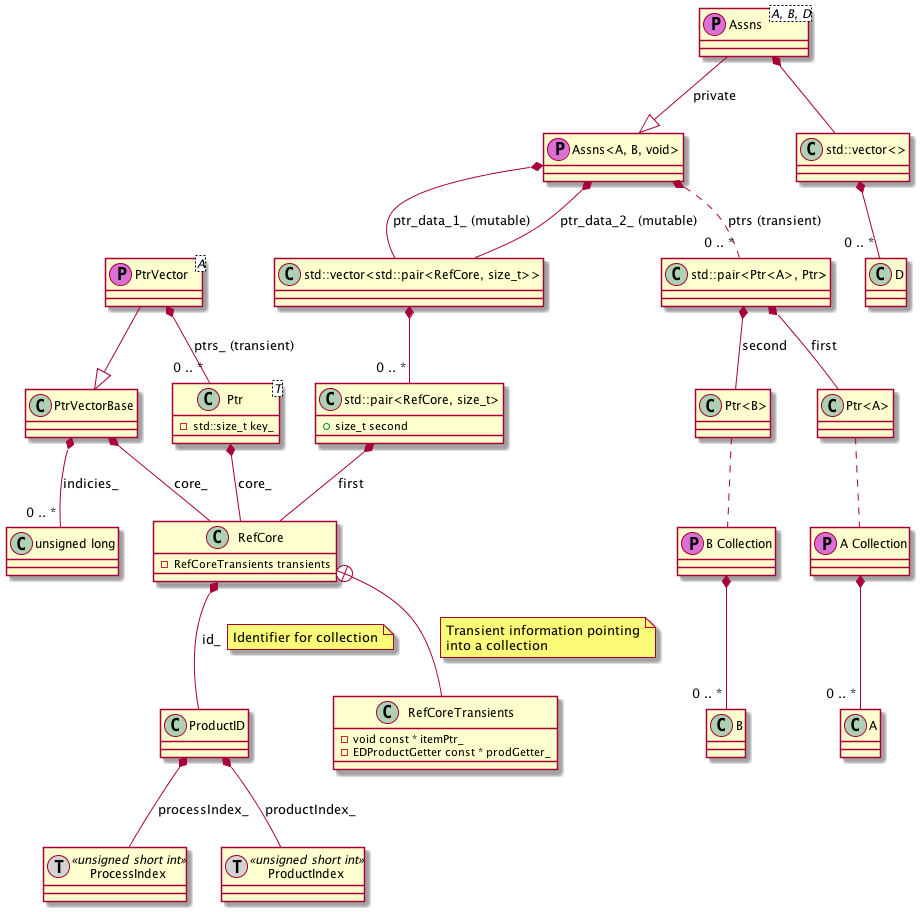 P Assns
A, B, D
private
P Assns<A, B, void>
C std::vector<>
ptr_data_1_ (mutable)
ptr_data_2_ (mutable)
ptrs (transient)
0 .. *
0 .. *
P PtrVector
A
C std::vector<std::pair<RefCore, size_t>>
C std::pair<Ptr<A>, Ptr>
C D
ptrs_ (transient)
0 .. *
0 .. *
second
first
C PtrVectorBase
C Ptr
T
std::size_t key_
C std::pair<RefCore, size_t>
size_t second
C Ptr<B>
C Ptr<A>
indicies_
core_
core_
first
0 .. *
C unsigned long
C RefCore
RefCoreTransients transients
P B Collection
P A Collection
id_
Identifier for collection
Transient information pointing
into a collection
0 .. *
0 .. *
C ProductID
C RefCoreTransients
void const * itemPtr_
EDProductGetter const * prodGetter_
C B
C A
processIndex_
productIndex_
T «unsigned short int»
ProcessIndex
T «unsigned short int»
ProductIndex